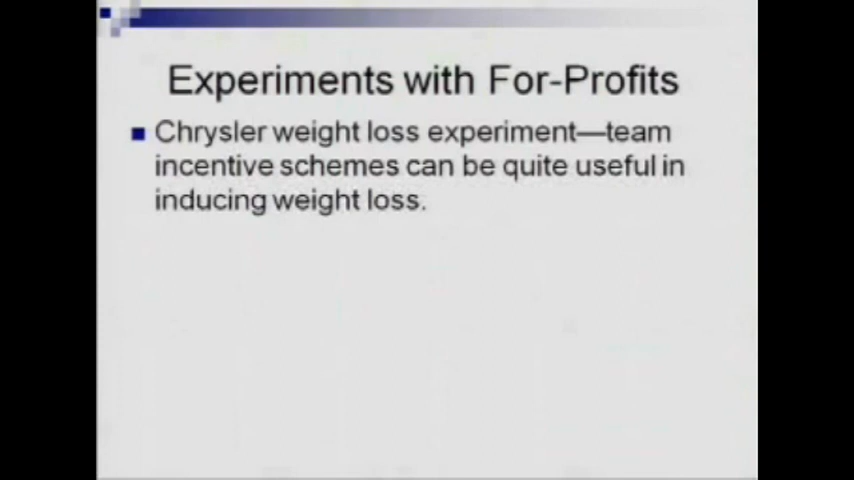 Experiments with For-Profits
Chrysler weight loss experiment—team
incentive schemes can be quite useful in
inducing weight loss.